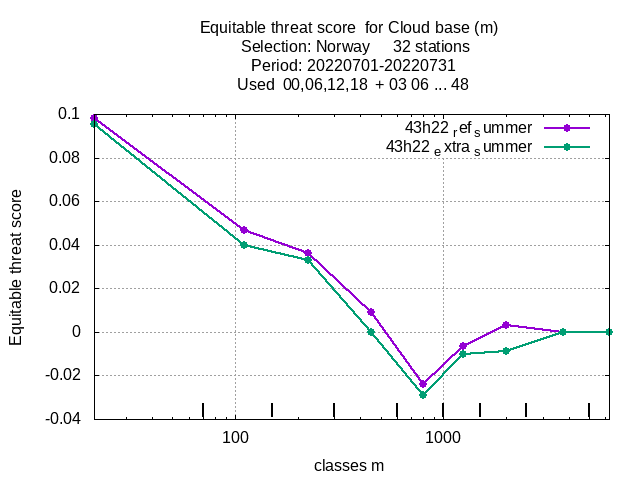 Equitable threat score for Cloud base (m)
Selection: Norway 32 stations
Period: 20220701-20220731
Used 00,06,12,18 + 03 06 ... 48
43h22 ref summer
43h22 extra summer
0.1
0.08
0.06
0.04
0.02
0
-0.02
-0.04
Equitable threat score
100
1000
classes m